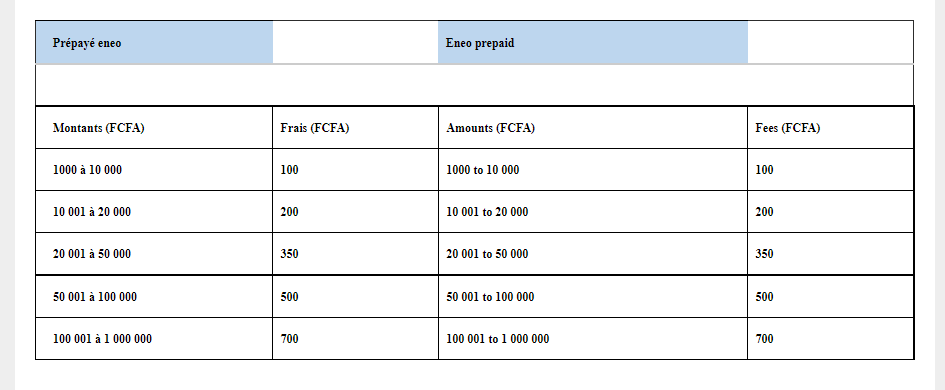 Prépayé eneo Eneo prepaid
Montants (FCFA) Frais (FCFA) Amounts (FCFA) Fees (FCFA)
1000 à 10 000 100 1000 to 10 000 100
10 001 à 20 000 200 10 001 to 20 000 200
20 001 à 50 000 350 20 001 to 50 000 350
50 001 à 100 000 500 50 001 to 100 000 500
100 001 à 1 000 000 700 100 001 to 1 000 000 700